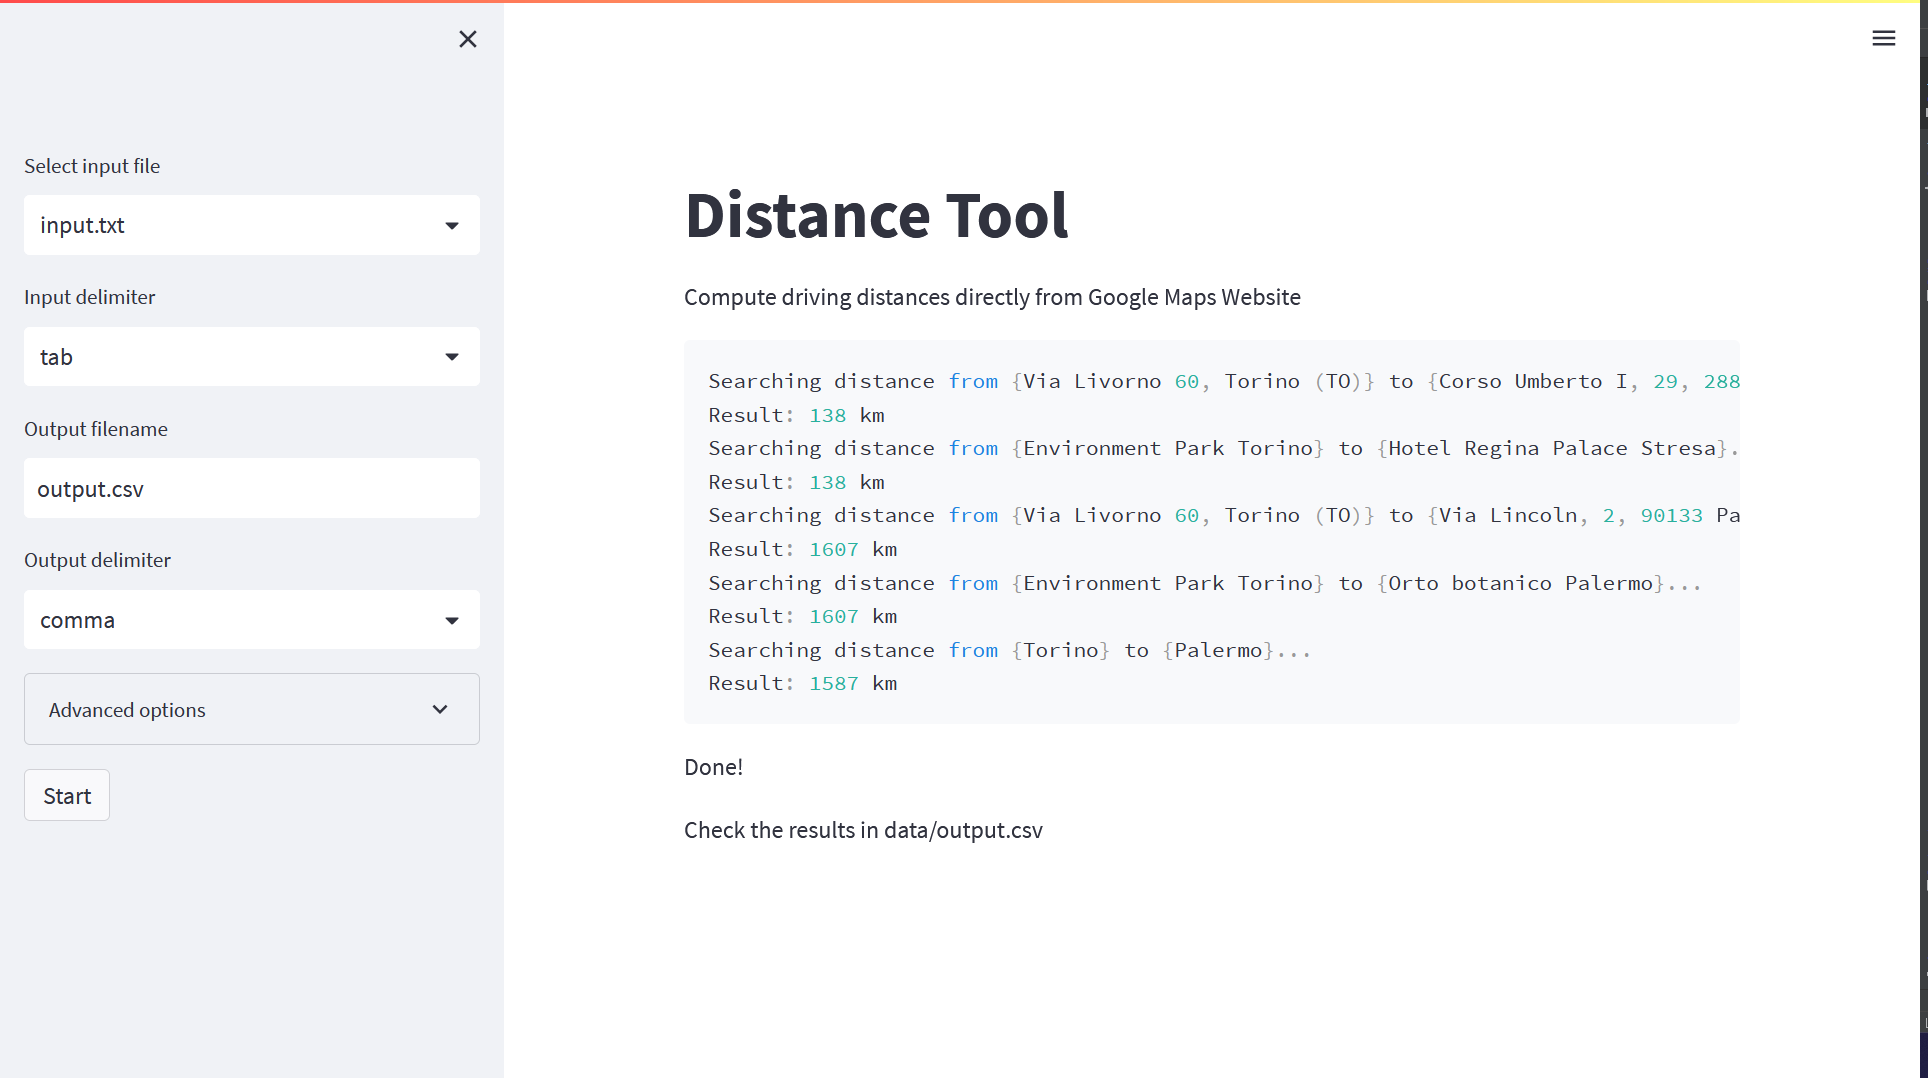 Select input file
input.txt
Input delimiter
tab
Output filename
output.csv
Output delimiter
comma
Advanced options
Start
Distance Tool
Compute driving distances directly from Google Maps Website
Searching distance from {Via Livorno 60, Torino (TO)} to {Corso Umberto I, 29, 288
Result: 138 km
Searching distance from {Environment Park Torino} to {Hotel Regina Palace Stresa}.
Result: 138 km
Searching distance from {Via Livorno 60, Torino (TO)} to {Via Lincoln, 2, 90133 Pa
Result: 1607 km
Searching distance from {Environment Park Torino} to {Orto botanico Palermo}...
Result: 1607 km
Searching distance from {Torino} to {Palermo}...
Result: 1587 km
Done!
Check the results in data/output.csv